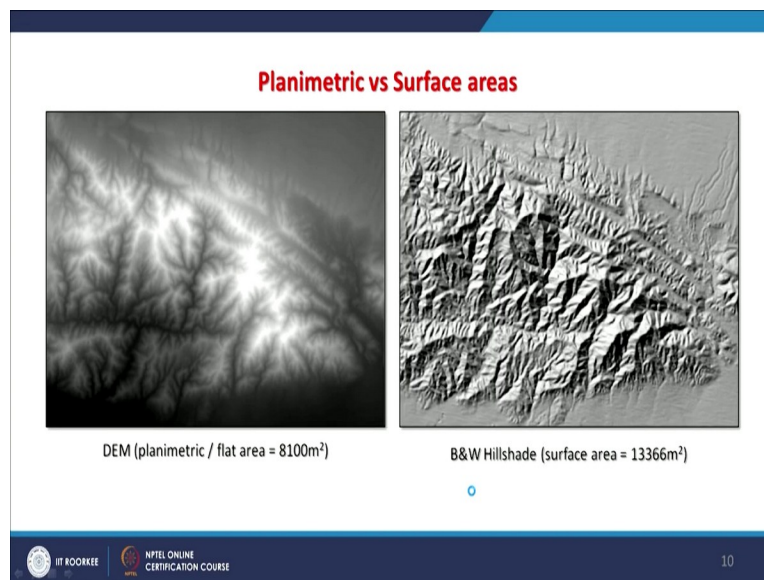 Planimetric vs Surface areas
DEM (planimetric / flat area = 8100m²)
B&W Hillshade (surface area = 13366m²)
IIT ROORKEE
NPTEL
NPTEL ONLINE
CERTIFICATION COURSE
10